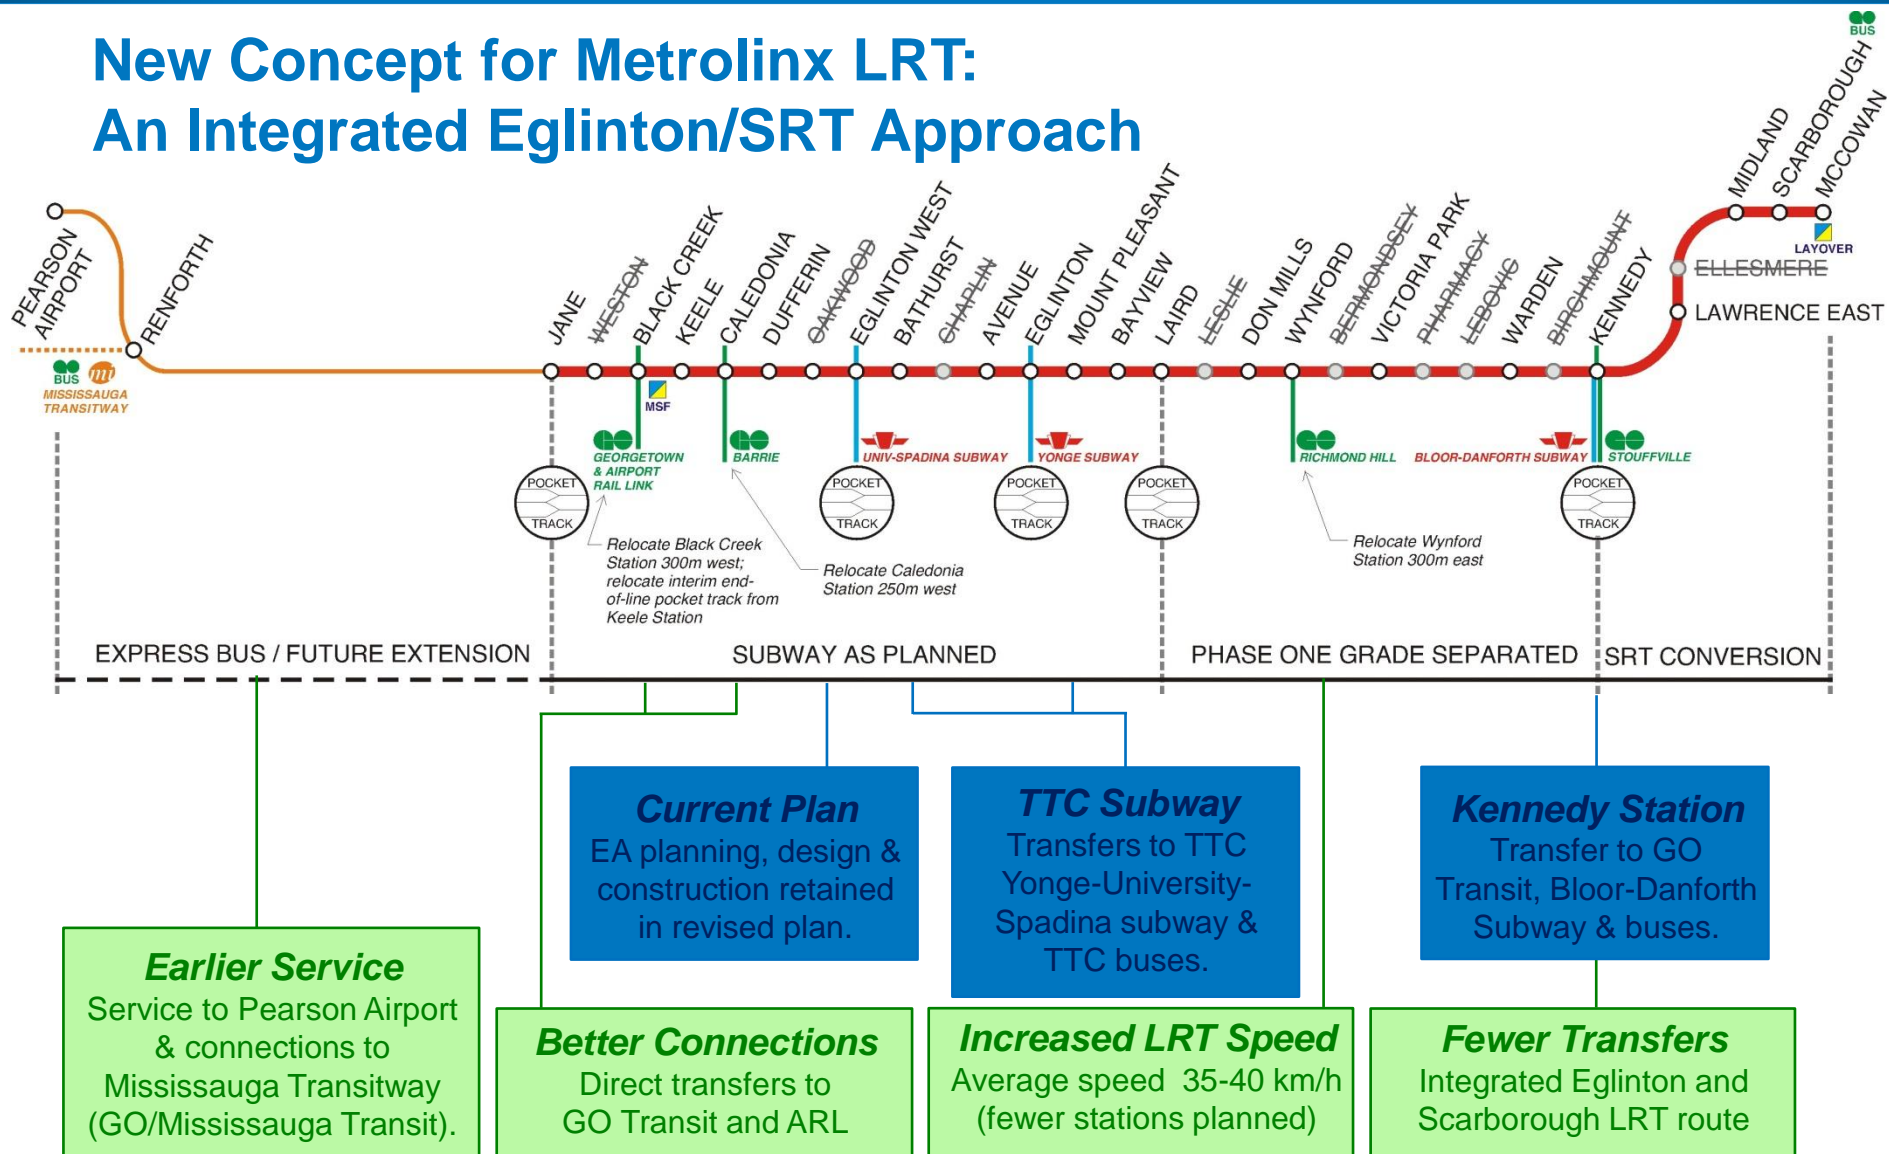 New Concept for Metrolinx LRT:
An Integrated Eglinton/SRT Approach
PEARSON
AIRPORT
RENFORTH
JANE
WESTON
BLACK CREEK
KEELE
CALEDONIA
DUFFERIN
OAKWOOD
EGLINTON WEST
BATHURST
CHAPLIN
AVENUE
EGLINTON
MOUNT PLEASANT
BAYVIEW
LAIRD
LESLIE
DON MILLS
WYNFORD
BERMONDSEY
VICTORIA PARK
PHARMACY
LEBOVIC
WARDEN
BIRCHMOUNT
KENNEDY
LAWRENCE EAST
ELLESMERE
MIDLAND
SCARBOROUGH
MCCOWAN
GO
BUS
LAYOVER
GO
BUS
mi
MISSISSAUGA
TRANSITWAY
MSF
GO
GEORGETOWN
& AIRPORT
RAIL LINK
GO
BARRIE
UNIV-SPADINA SUBWAY
YONGE SUBWAY
GO
RICHMOND HILL
BLOOR-DANFORTH SUBWAY
GO
STOUFFVILLE
POCKET
TRACK
POCKET
TRACK
POCKET
TRACK
POCKET
TRACK
POCKET
TRACK
Relocate Black Creek
Station 300m west;
relocate interim end-
of-line pocket track from
Keele Station
Relocate Caledonia
Station 250m west
Relocate Wynford
Station 300m east
EXPRESS BUS / FUTURE EXTENSION
SUBWAY AS PLANNED
PHASE ONE GRADE SEPARATED
SRT CONVERSION
Current Plan
EA planning, design &
construction retained
in revised plan.
TTC Subway
Transfers to TTC
Yonge-University-
Spadina subway &
TTC buses.
Kennedy Station
Transfer to GO
Transit, Bloor-Danforth
Subway & buses.
Earlier Service
Service to Pearson Airport
& connections to
Mississauga Transitway
(GO/Mississauga Transit).
Better Connections
Direct transfers to
GO Transit and ARL
Increased LRT Speed
Average speed 35-40 km/h
(fewer stations planned)
Fewer Transfers
Integrated Eglinton and
Scarborough LRT route